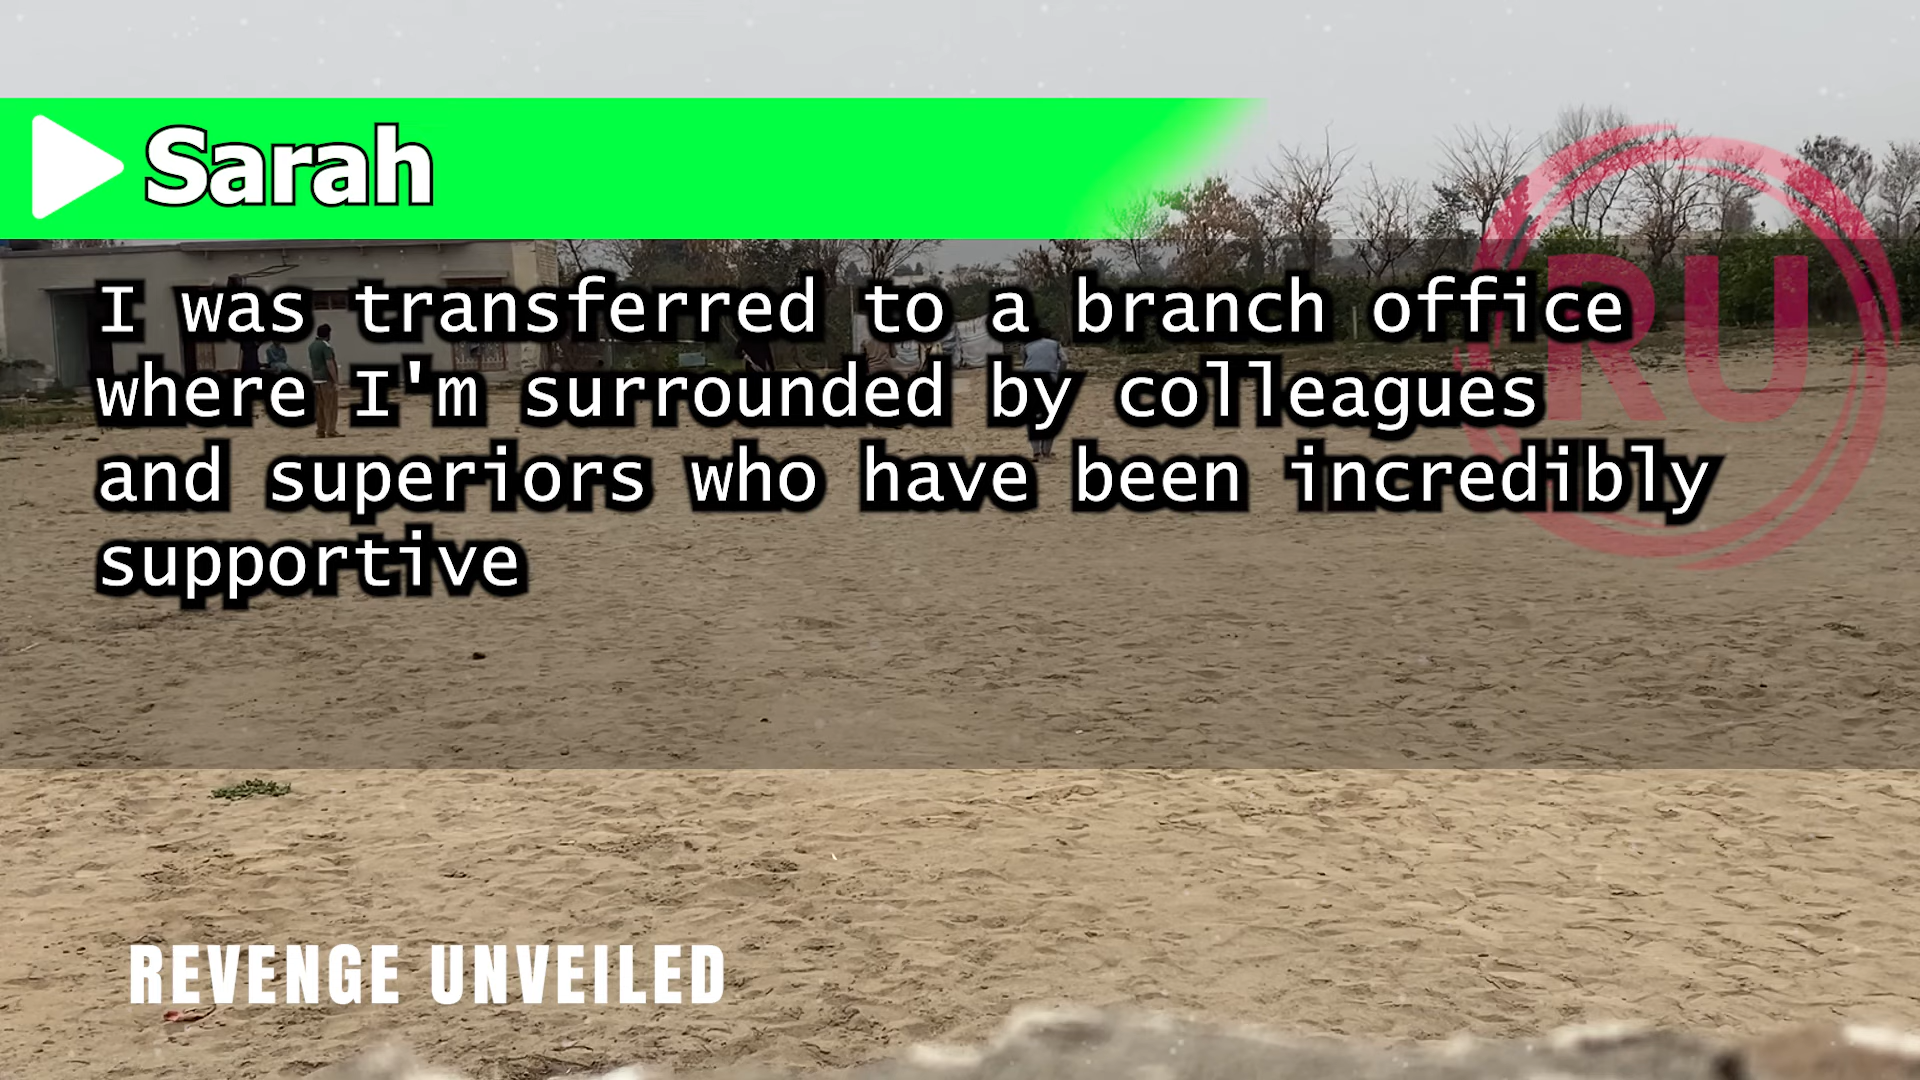 Sarah
RU
I was transferred to a branch office
where I'm surrounded by colleagues
and superiors who have been incredibly
supportive
REVENGE UNVEILED